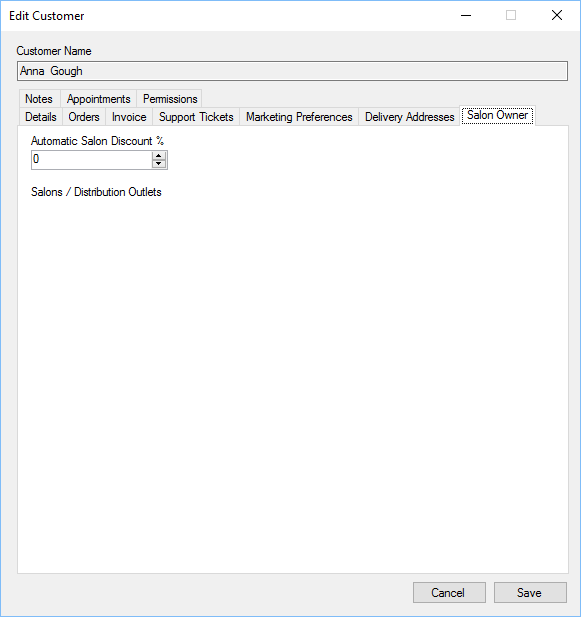 Edit Customer
Customer Name
Anna Gough
Notes Appointments Permissions
Details Orders Invoice Support Tickets Marketing Preferences Delivery Addresses Salon Owner
Automatic Salon Discount %
0
Salons / Distribution Outlets
Cancel Save